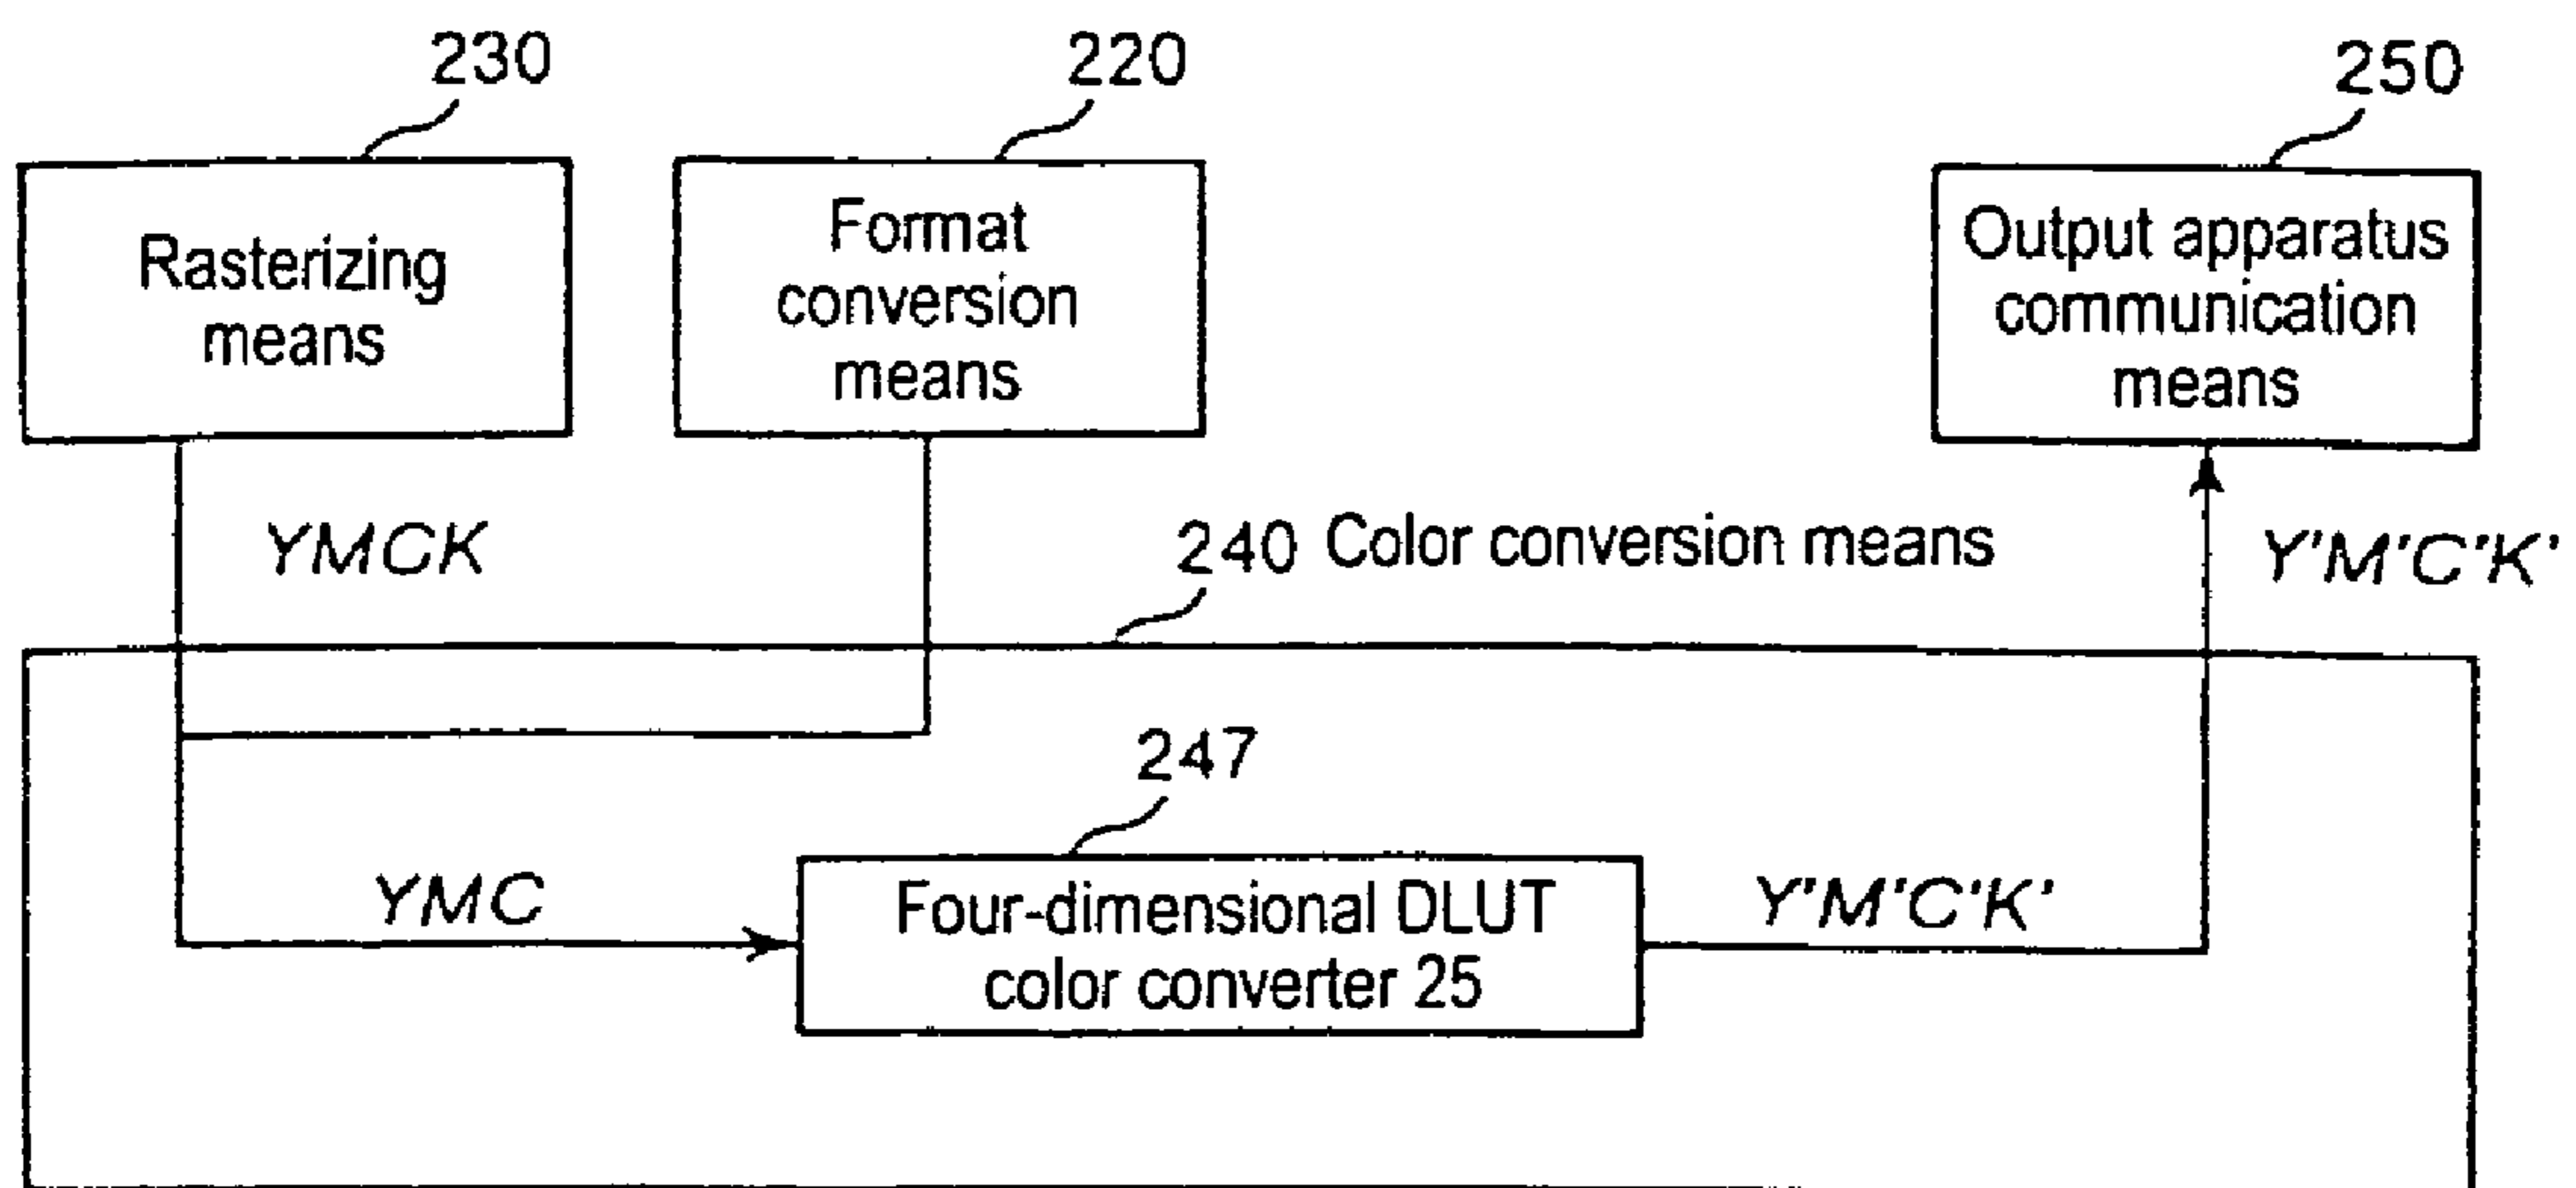 230
220
250
Rasterizing
means
Format
conversion
means
Output apparatus
communication
means
YMCK
240 Color conversion means
Y'M'C'K'
247
YMC
Four-dimensional DLUT
color converter 25
Y'M'C'K'